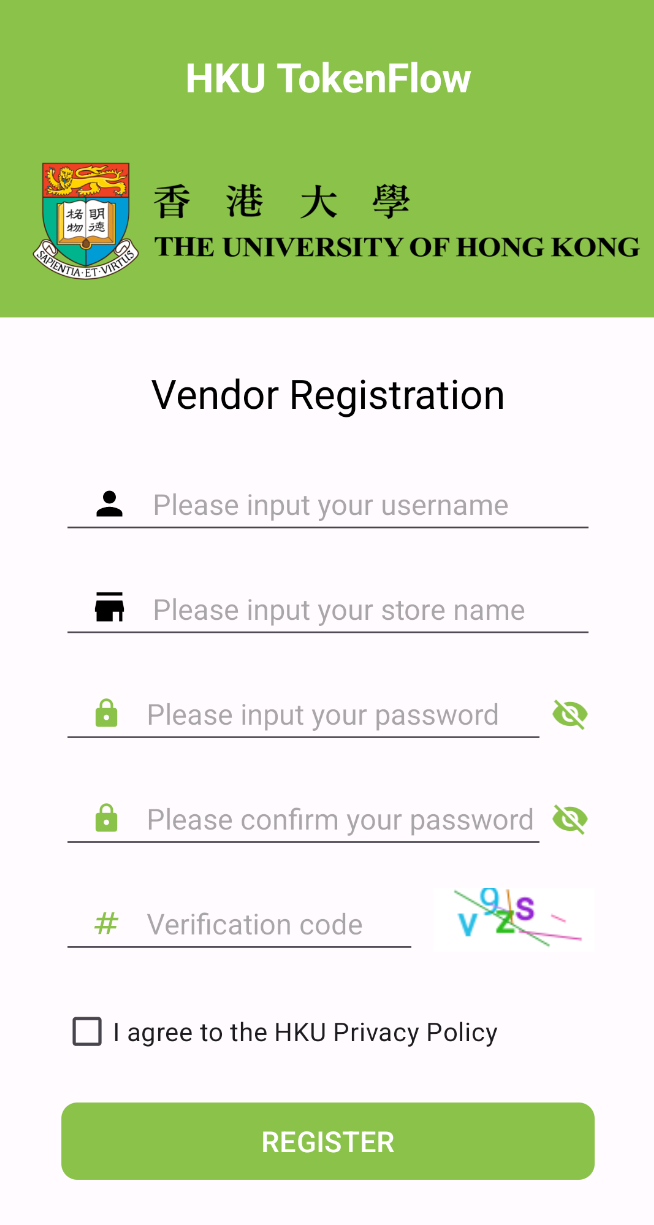 HKU TokenFlow
香港大學
THE UNIVERSITY OF HONG KONG
明德
格物
SAPIENTIA·ET·VIRTUS
Vendor Registration
Please input your username
Please input your store name
Please input your password
Please confirm your password
# Verification code
v9zs
I agree to the HKU Privacy Policy
REGISTER